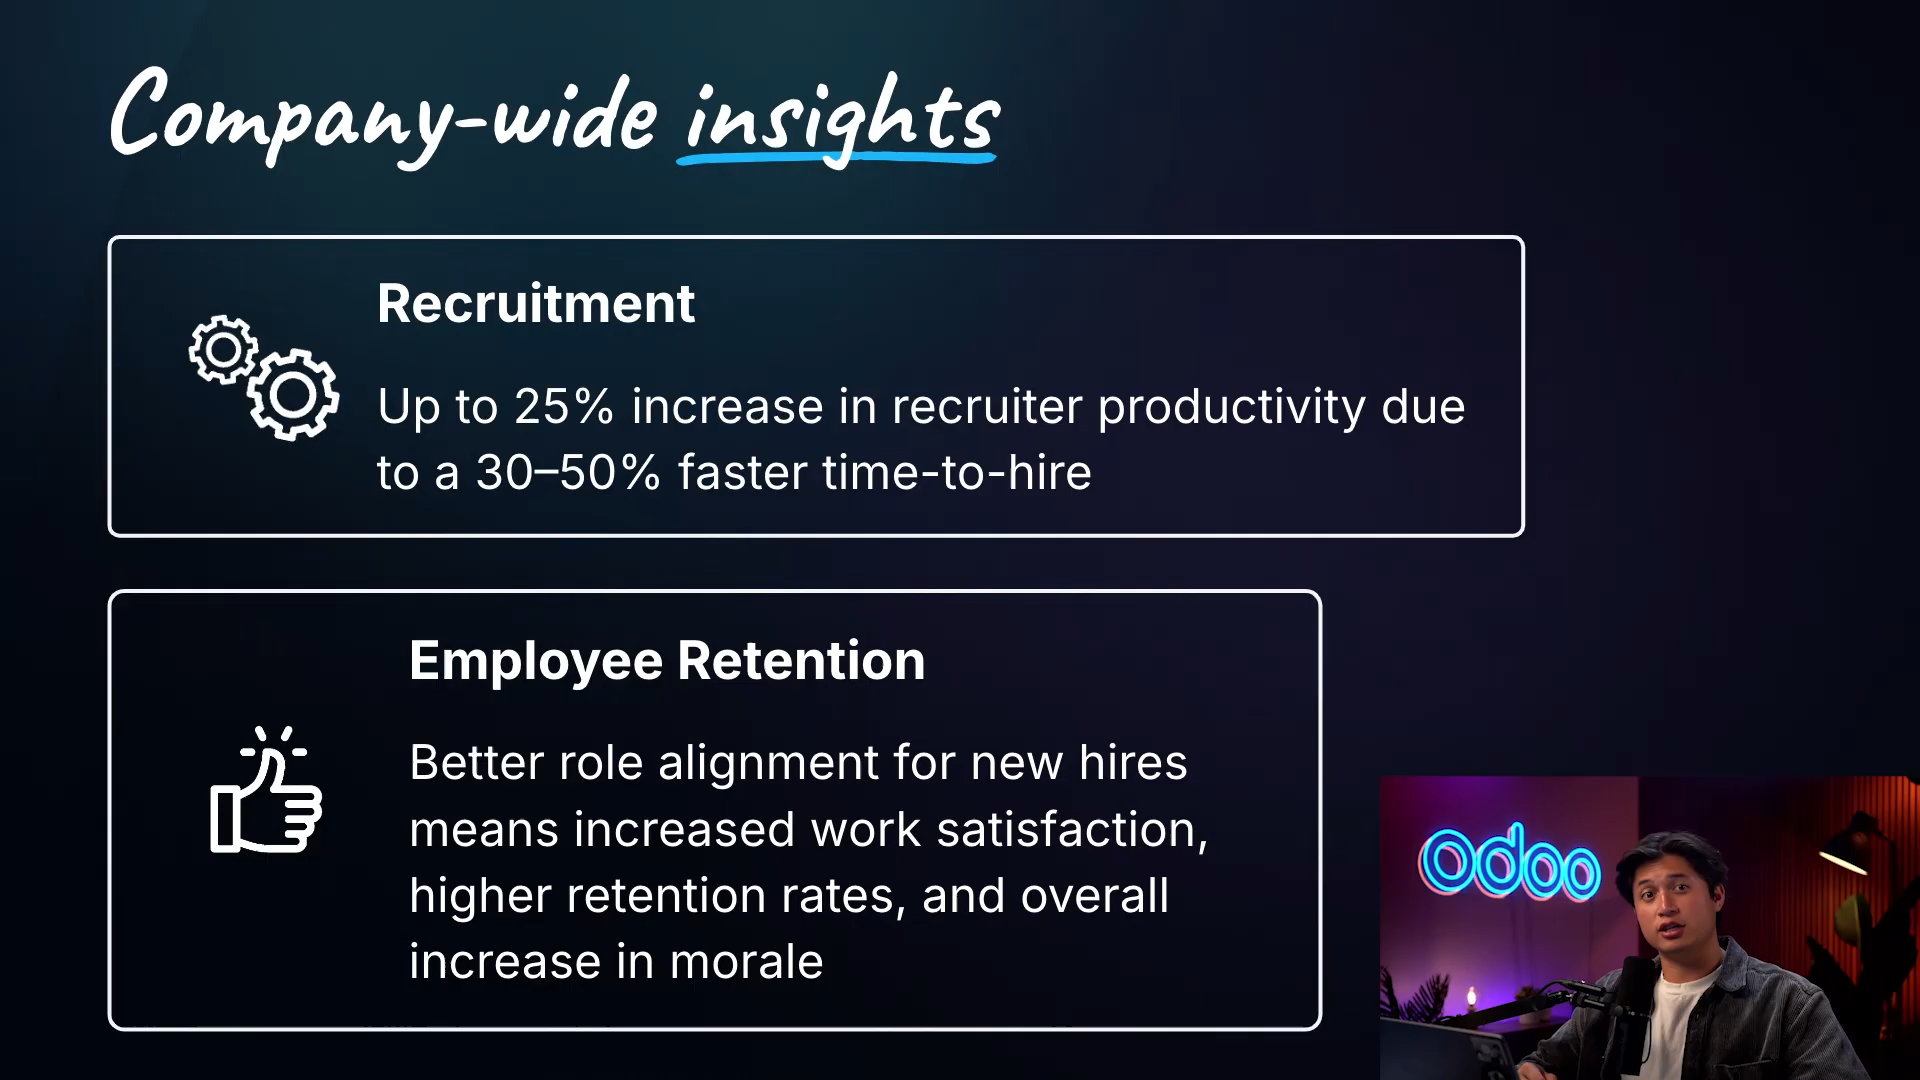 Company-wide insights
Recruitment
Up to 25% increase in recruiter productivity due
to a 30–50% faster time-to-hire
Employee Retention
Better role alignment for new hires
means increased work satisfaction,
higher retention rates, and overall
increase in morale
odoo